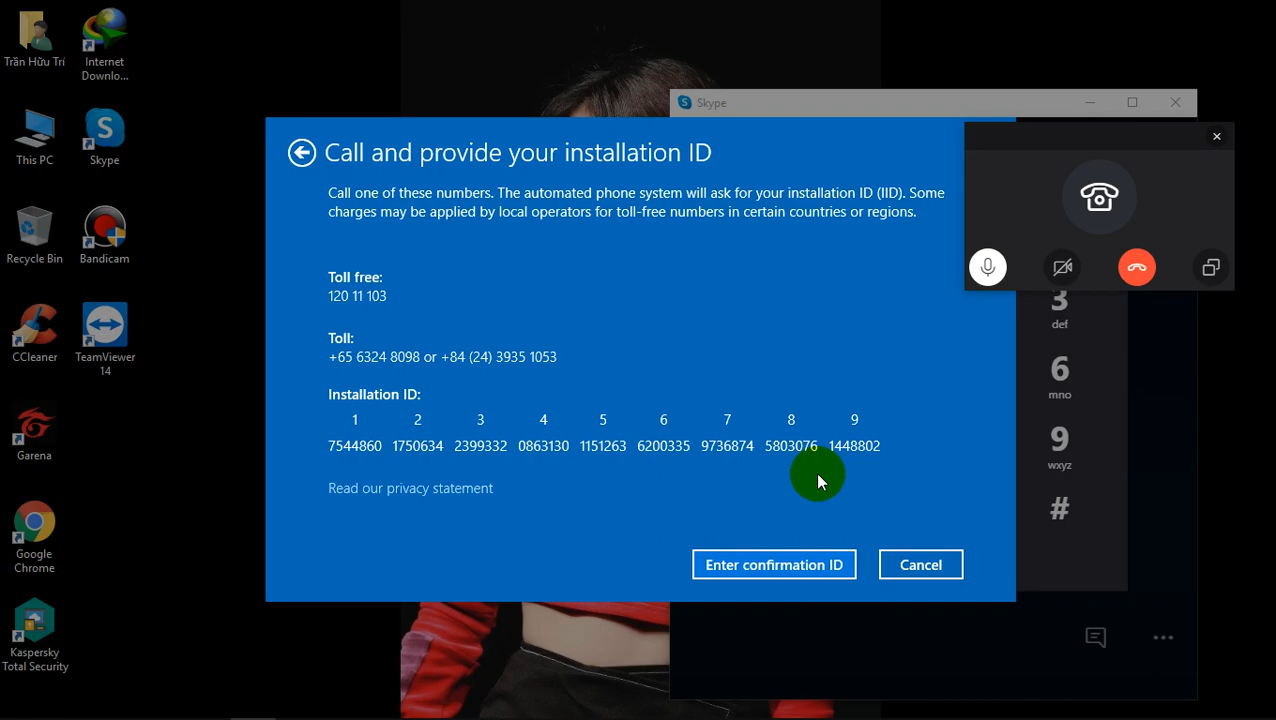 Trần Hữu Trí
Internet
Downlo...
This PC
Skype
Recycle Bin
Bandicam
CCleaner
TeamViewer
14
Garena
Google
Chrome
Kaspersky
Total Security
Skype
Call and provide your installation ID
Call one of these numbers. The automated phone system will ask for your installation ID (IID). Some
charges may be applied by local operators for toll-free numbers in certain countries or regions.
Toll free:
120 11 103
Toll:
+65 6324 8098 or +84 (24) 3935 1053
Installation ID:
1 2 3 4 5 6 7 8 9
7544860 1750634 2399332 0863130 1151263 6200335 9736874 5803076 1448802
Read our privacy statement
Enter confirmation ID
Cancel
3
def
6
mno
9
wxyz
#